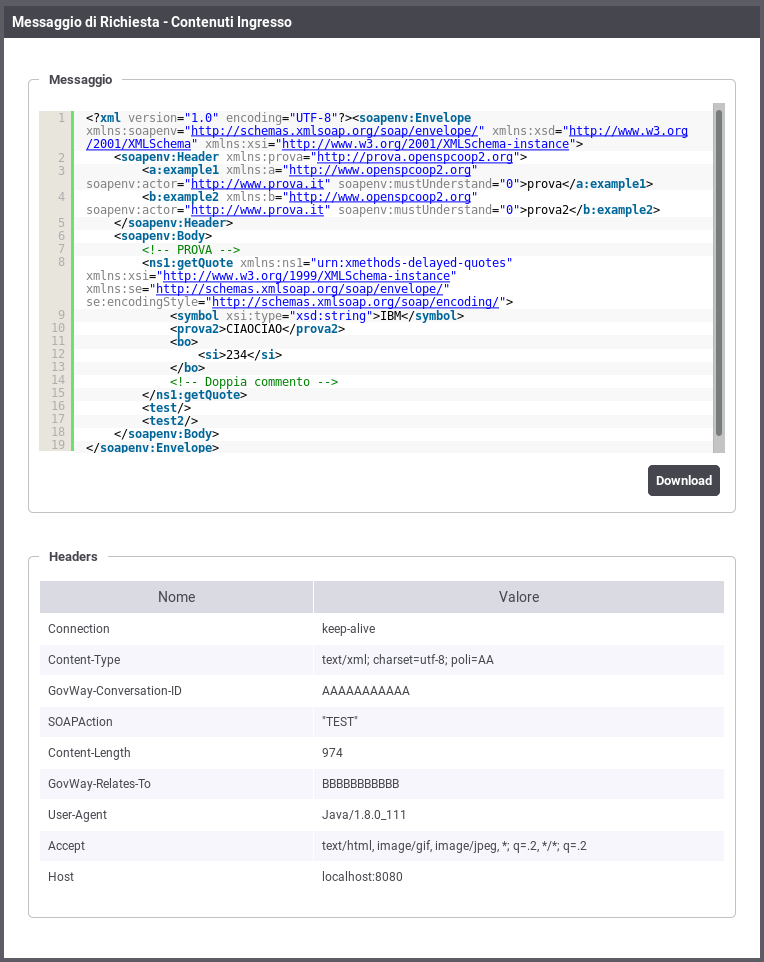 Messaggio di Richiesta - Contenuti Ingresso
Messaggio
1 <?xml version="1.0" encoding="UTF-8"?><soapenv:Envelope
xmlns:soapenv="http://schemas.xmlsoap.org/soap/envelope/" xmlns:xsd="http://www.w3.org
/2001/XMLSchema" xmlns:xsi="http://www.w3.org/2001/XMLSchema-instance">
2 <soapenv:Header xmlns:prova="http://prova.openspcoop2.org">
3 <a:example1 xmlns:a="http://www.openspcoop2.org"
soapenv:actor="http://www.prova.it" soapenv:mustUnderstand="0">prova</a:example1>
4 <b:example2 xmlns:b="http://www.openspcoop2.org"
soapenv:actor="http://www.prova.it" soapenv:mustUnderstand="0">prova2</b:example2>
5 </soapenv:Header>
6 <soapenv:Body>
7 <!-- PROVA -->
8 <ns1:getQuote xmlns:ns1="urn:xmethods-delayed-quotes"
xmlns:xsi="http://www.w3.org/1999/XMLSchema-instance"
xmlns:se="http://schemas.xmlsoap.org/soap/envelope/"
se:encodingStyle="http://schemas.xmlsoap.org/soap/encoding/">
9 <symbol xsi:type="xsd:string">IBM</symbol>
10 <prova2>CIAOCIAO</prova2>
11 <bo>
12 <si>234</si>
13 </bo>
14 <!-- Doppia commento -->
15 </ns1:getQuote>
16 <test/>
17 <test2/>
18 </soapenv:Body>
19 </soapenv:Envelope>
Download
Headers
Nome Valore
Connection keep-alive
Content-Type text/xml; charset=utf-8; poli=AA
GovWay-Conversation-ID AAAAAAAAAAA
SOAPAction "TEST"
Content-Length 974
GovWay-Relates-To BBBBBBBBBBB
User-Agent Java/1.8.0_111
Accept text/html, image/gif, image/jpeg, *; q=.2, */*; q=.2
Host localhost:8080